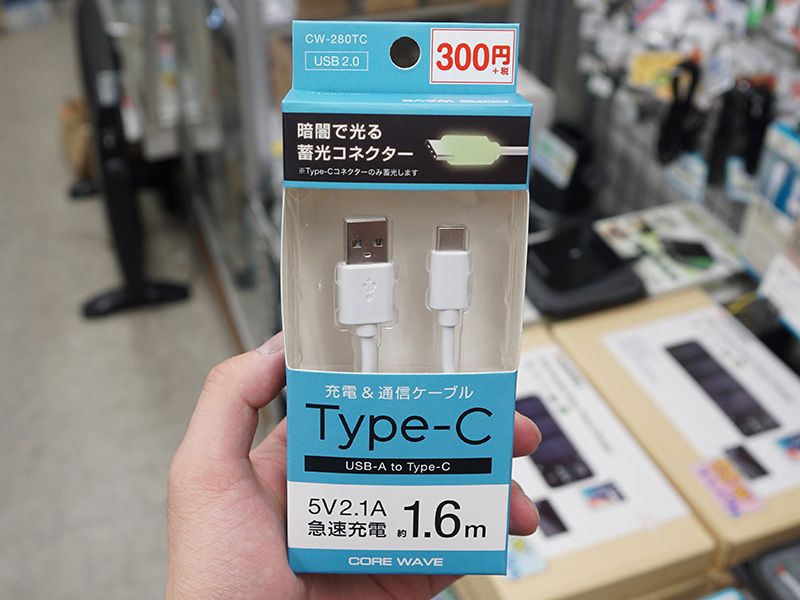 CW-280TC
USB 2.0
300円
+税
CORE WAVE
暗闇で光る
蓄光コネクター
※Type-Cコネクターのみ蓄光します
充電 & 通信ケーブル
Type-C
USB-A to Type-C
5V2.1A
急速充電
約1.6m
CORE WAVE